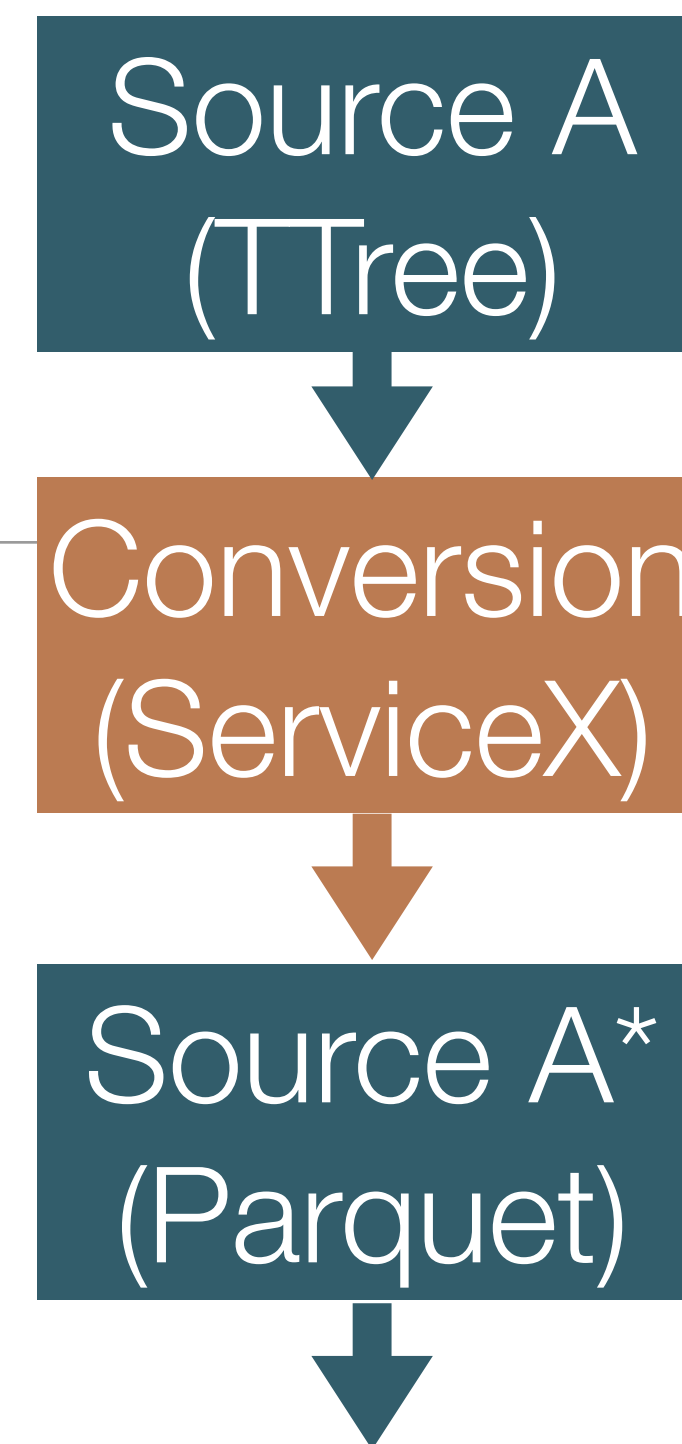 Source A
(TTree)
Conversion
(ServiceX)
Source A*
(Parquet)